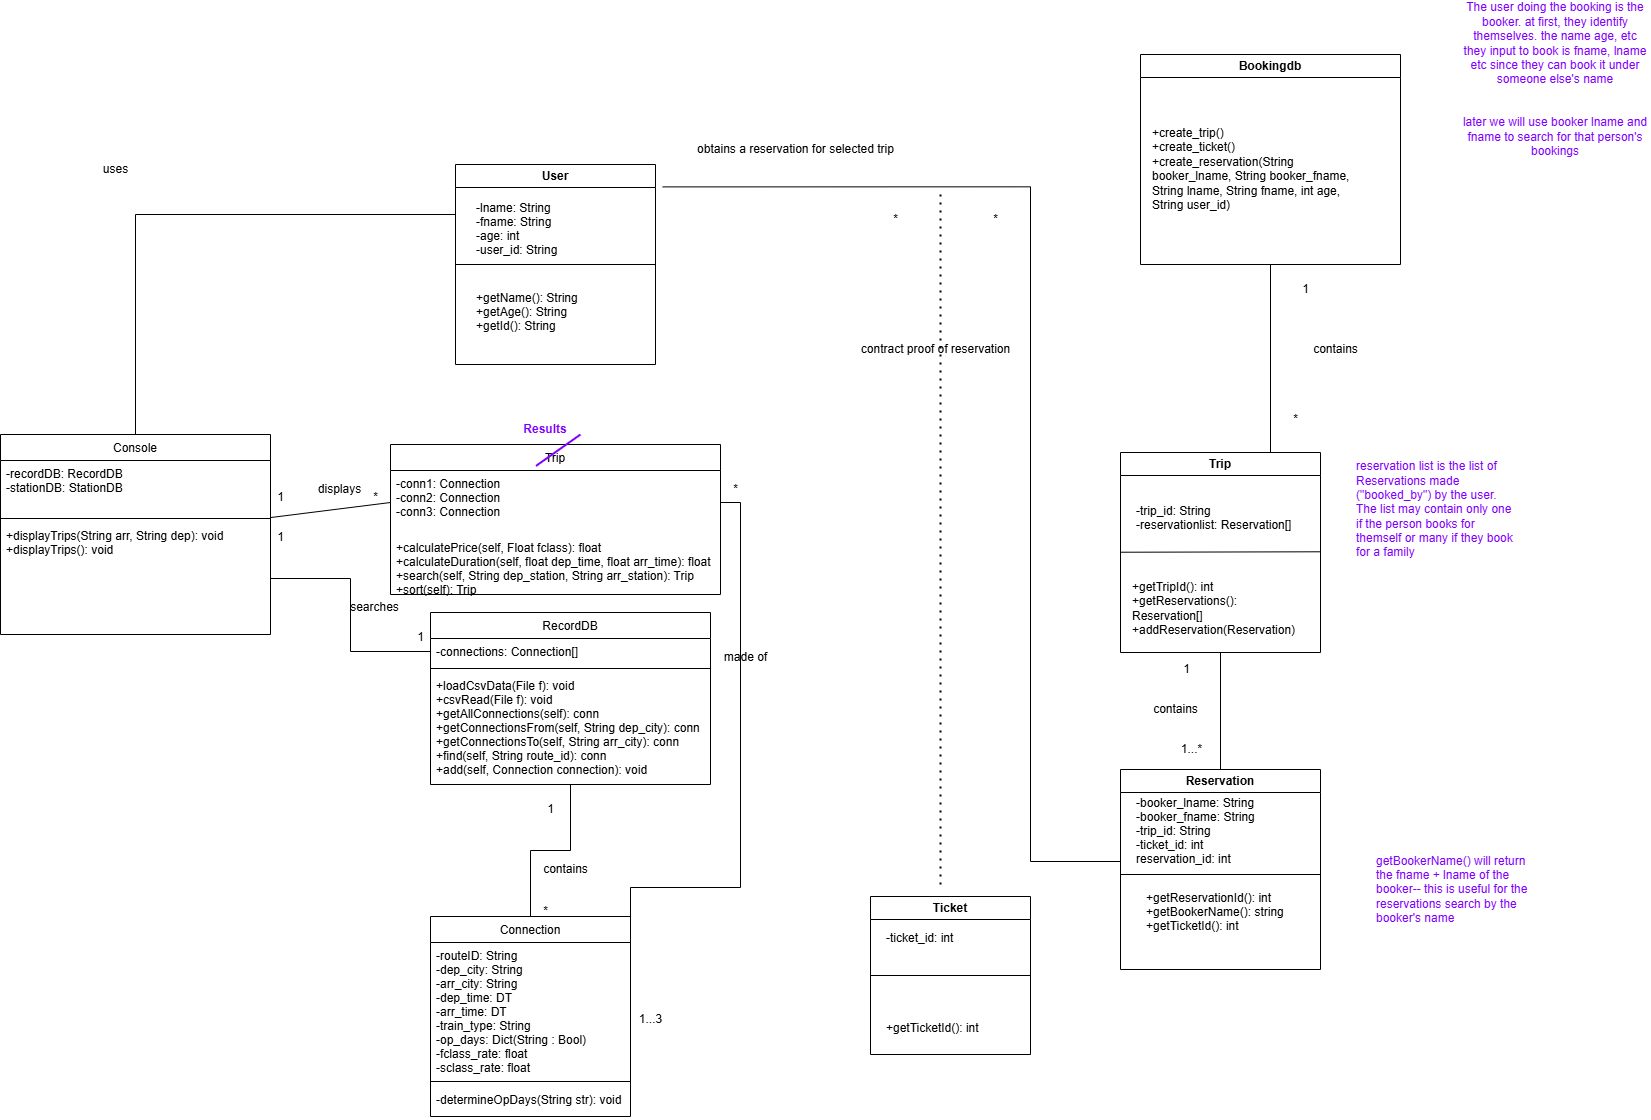 The user doing the booking is the
booker. at first, they identify
themselves. the name age, etc
they input to book is fname, lname
etc since they can book it under
someone else's name
later we will use booker lname and
fname to search for that person's
bookings
Bookingdb
+create_trip()
+create_ticket()
+create_reservation(String
booker_lname, String booker_fname,
String lname, String fname, int age,
String user_id)
1
contains
*
obtains a reservation for selected trip
*
*
contract proof of reservation
uses
User
-lname: String
-fname: String
-age: int
-user_id: String
+getName(): String
+getAge(): String
+getId(): String
Console
-recordDB: RecordDB
-stationDB: StationDB
+displayTrips(String arr, String dep): void
+displayTrips(): void
1
displays
*
1
searches
1
Results
Trip
-conn1: Connection
-conn2: Connection
-conn3: Connection
+calculatePrice(self, Float fclass): float
+calculateDuration(self, float dep_time, float arr_time): float
+search(self, String dep_station, String arr_station): Trip
+sort(self): Trip
*
made of
1...3
RecordDB
-connections: Connection[]
+loadCsvData(File f): void
+csvRead(File f): void
+getAllConnections(self): conn
+getConnectionsFrom(self, String dep_city): conn
+getConnectionsTo(self, String arr_city): conn
+find(self, String route_id): conn
+add(self, Connection connection): void
1
contains
*
Connection
-routeID: String
-dep_city: String
-arr_city: String
-dep_time: DT
-arr_time: DT
-train_type: String
-op_days: Dict(String : Bool)
-fclass_rate: float
-sclass_rate: float
-determineOpDays(String str): void
Trip
-trip_id: String
-reservationlist: Reservation[]
+getTripId(): int
+getReservations():
Reservation[]
+addReservation(Reservation)
reservation list is the list of
Reservations made
("booked_by") by the user.
The list may contain only one
if the person books for
themself or many if they book
for a family
1
contains
1...*
Reservation
-booker_lname: String
-booker_fname: String
-trip_id: String
-ticket_id: int
reservation_id: int
+getReservationId(): int
+getBookerName(): string
+getTicketId(): int
getBookerName() will return
the fname + lname of the
booker-- this is useful for the
reservations search by the
booker's name
Ticket
-ticket_id: int
+getTicketId(): int